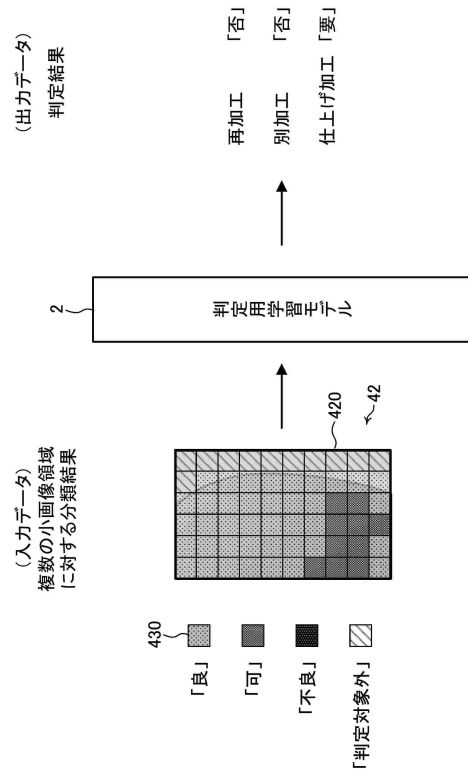 (入力データ)
複数の小画像領域
に対する分類結果
430
「良」
「可」
「不良」
「判定対象外」
420
42
2
判定用学習モデル
(出力データ)
判定結果
再加工 「否」
別加工 「否」
仕上げ加工 「要」